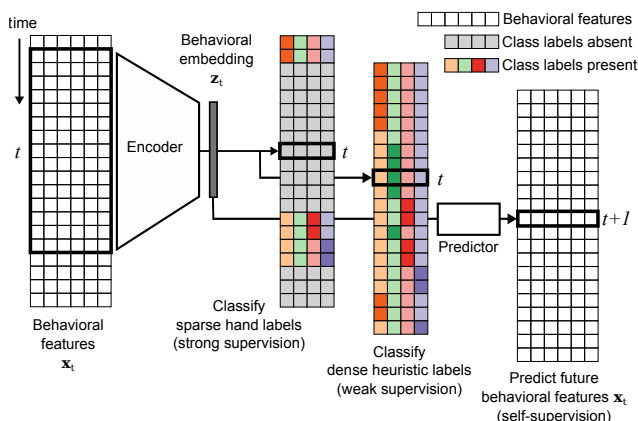 time
t
Behavioral
features
xt
Encoder
Behavioral
embedding
zt
t
Classify
sparse hand labels
(strong supervision)
t
Classify
dense heuristic labels
(weak supervision)
Predictor
t+1
Predict future
behavioral features xt
(self-supervision)
Behavioral features
Class labels absent
Class labels present